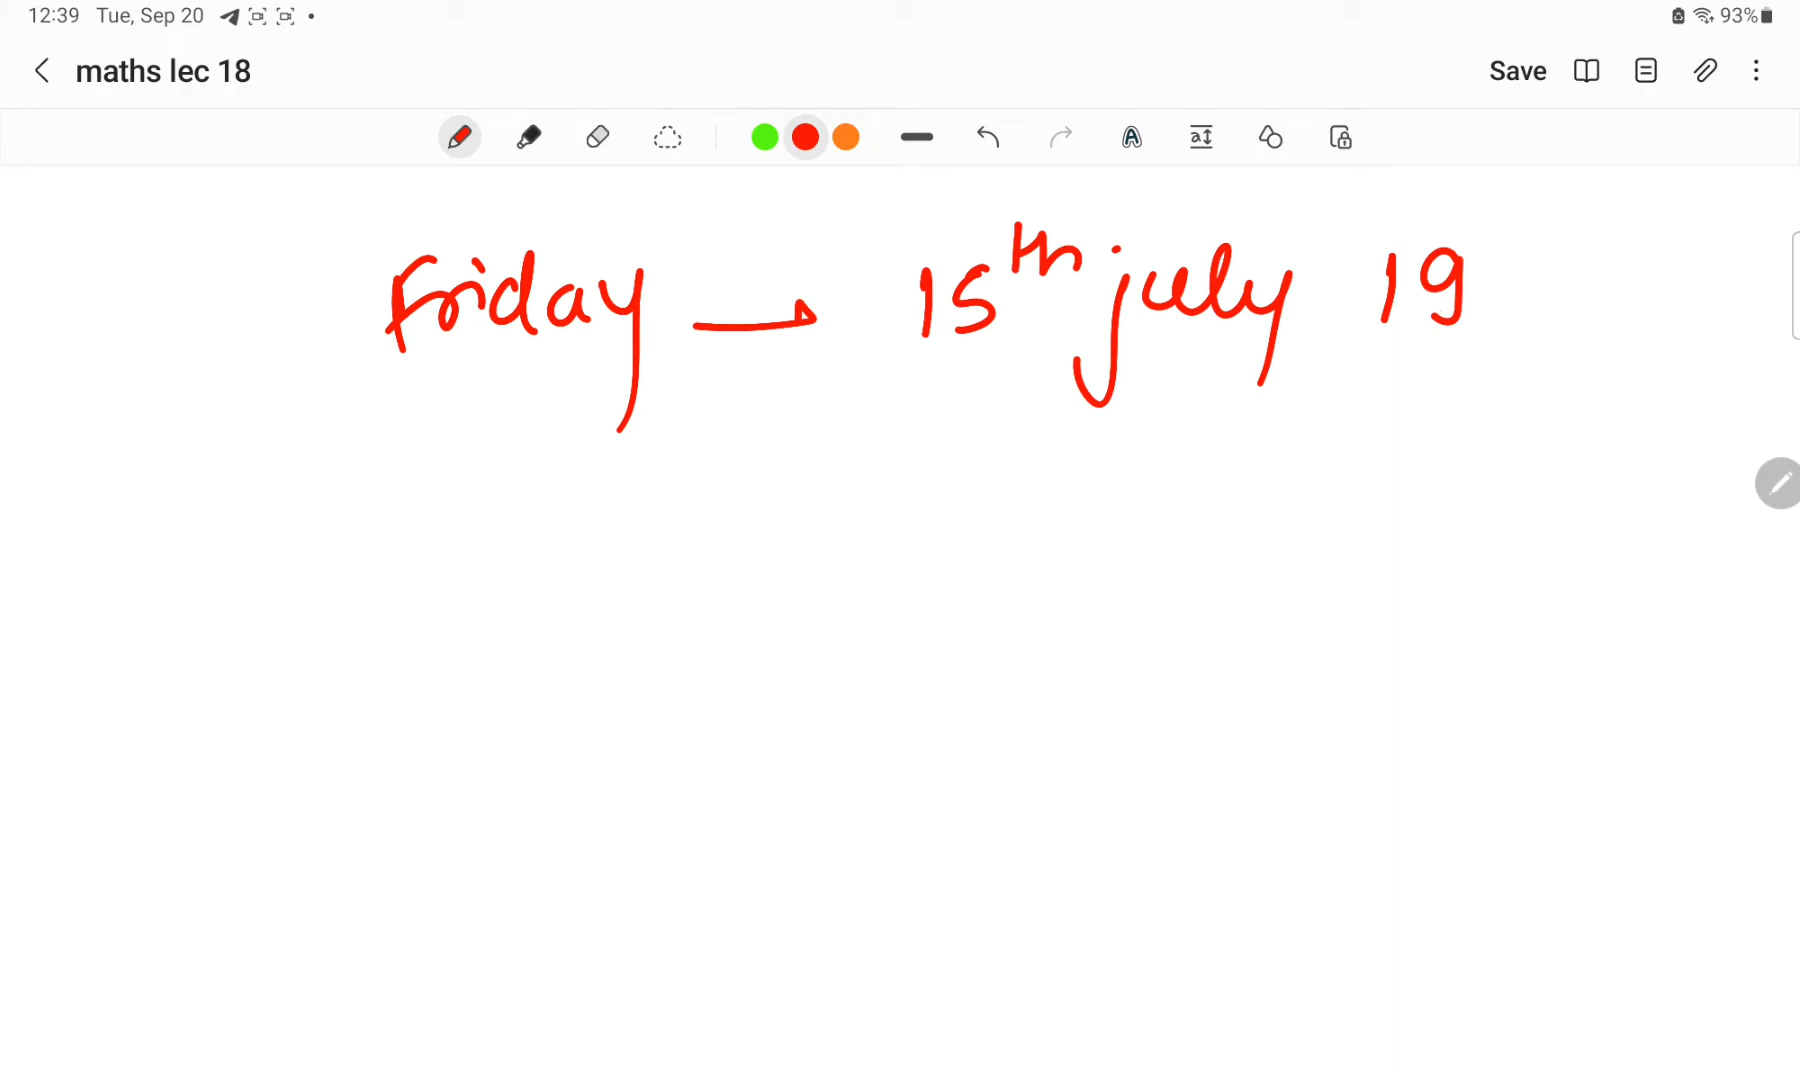 12:39 Tue, Sep 20 93%
maths lec 18 Save
Friday → 15th july 19